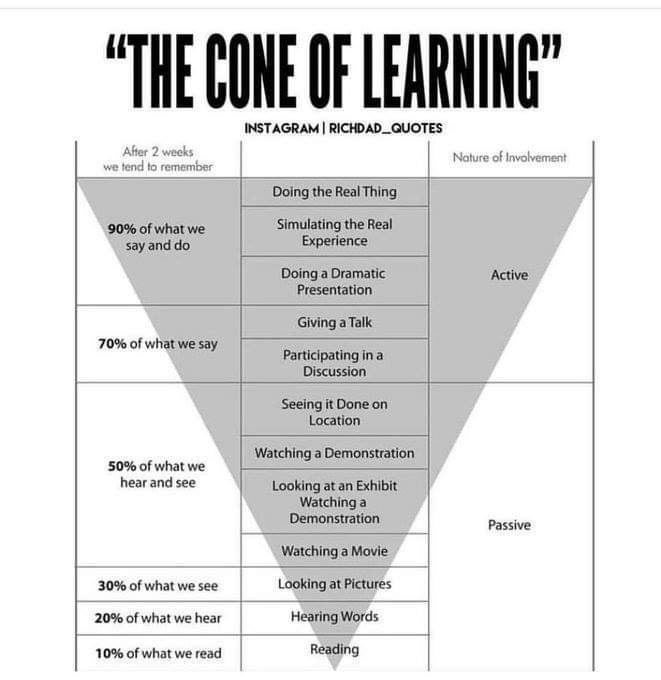 “THE CONE OF LEARNING”
INSTAGRAM | RICHDAD_QUOTES
After 2 weeks
we tend to remember
Nature of Involvement
90% of what we
say and do
Doing the Real Thing
Simulating the Real
Experience
Doing a Dramatic
Presentation
Active
70% of what we say
Giving a Talk
Participating in a
Discussion
50% of what we
hear and see
Seeing it Done on
Location
Watching a Demonstration
Looking at an Exhibit
Watching a
Demonstration
Watching a Movie
Passive
30% of what we see
Looking at Pictures
20% of what we hear
Hearing Words
10% of what we read
Reading